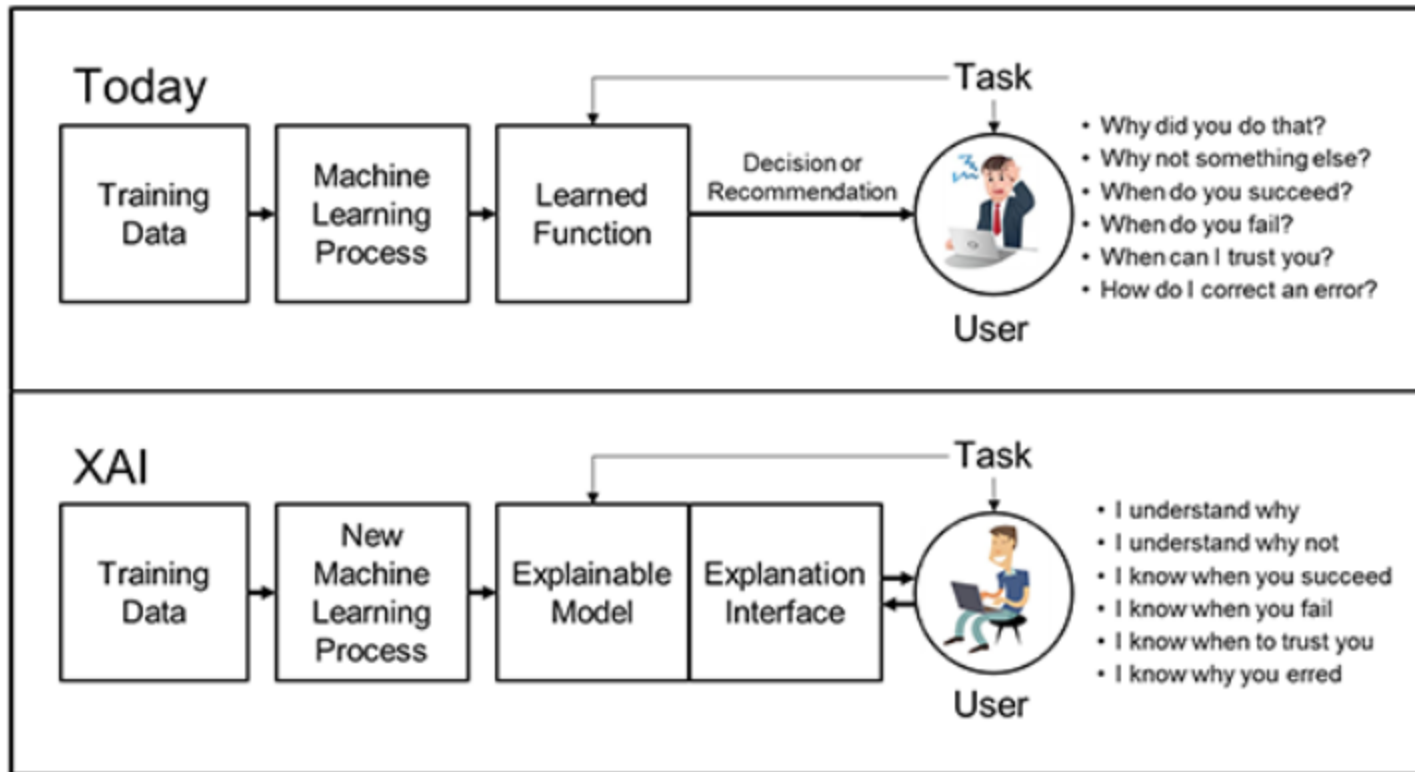 Today
Task
Training
Data
Machine
Learning
Process
Learned
Function
Decision or
Recommendation
User
• Why did you do that?
• Why not something else?
• When do you succeed?
• When do you fail?
• When can I trust you?
• How do I correct an error?
XAI
Task
Training
Data
New
Machine
Learning
Process
Explainable
Model
Explanation
Interface
User
• I understand why
• I understand why not
• I know when you succeed
• I know when you fail
• I know when to trust you
• I know why you erred